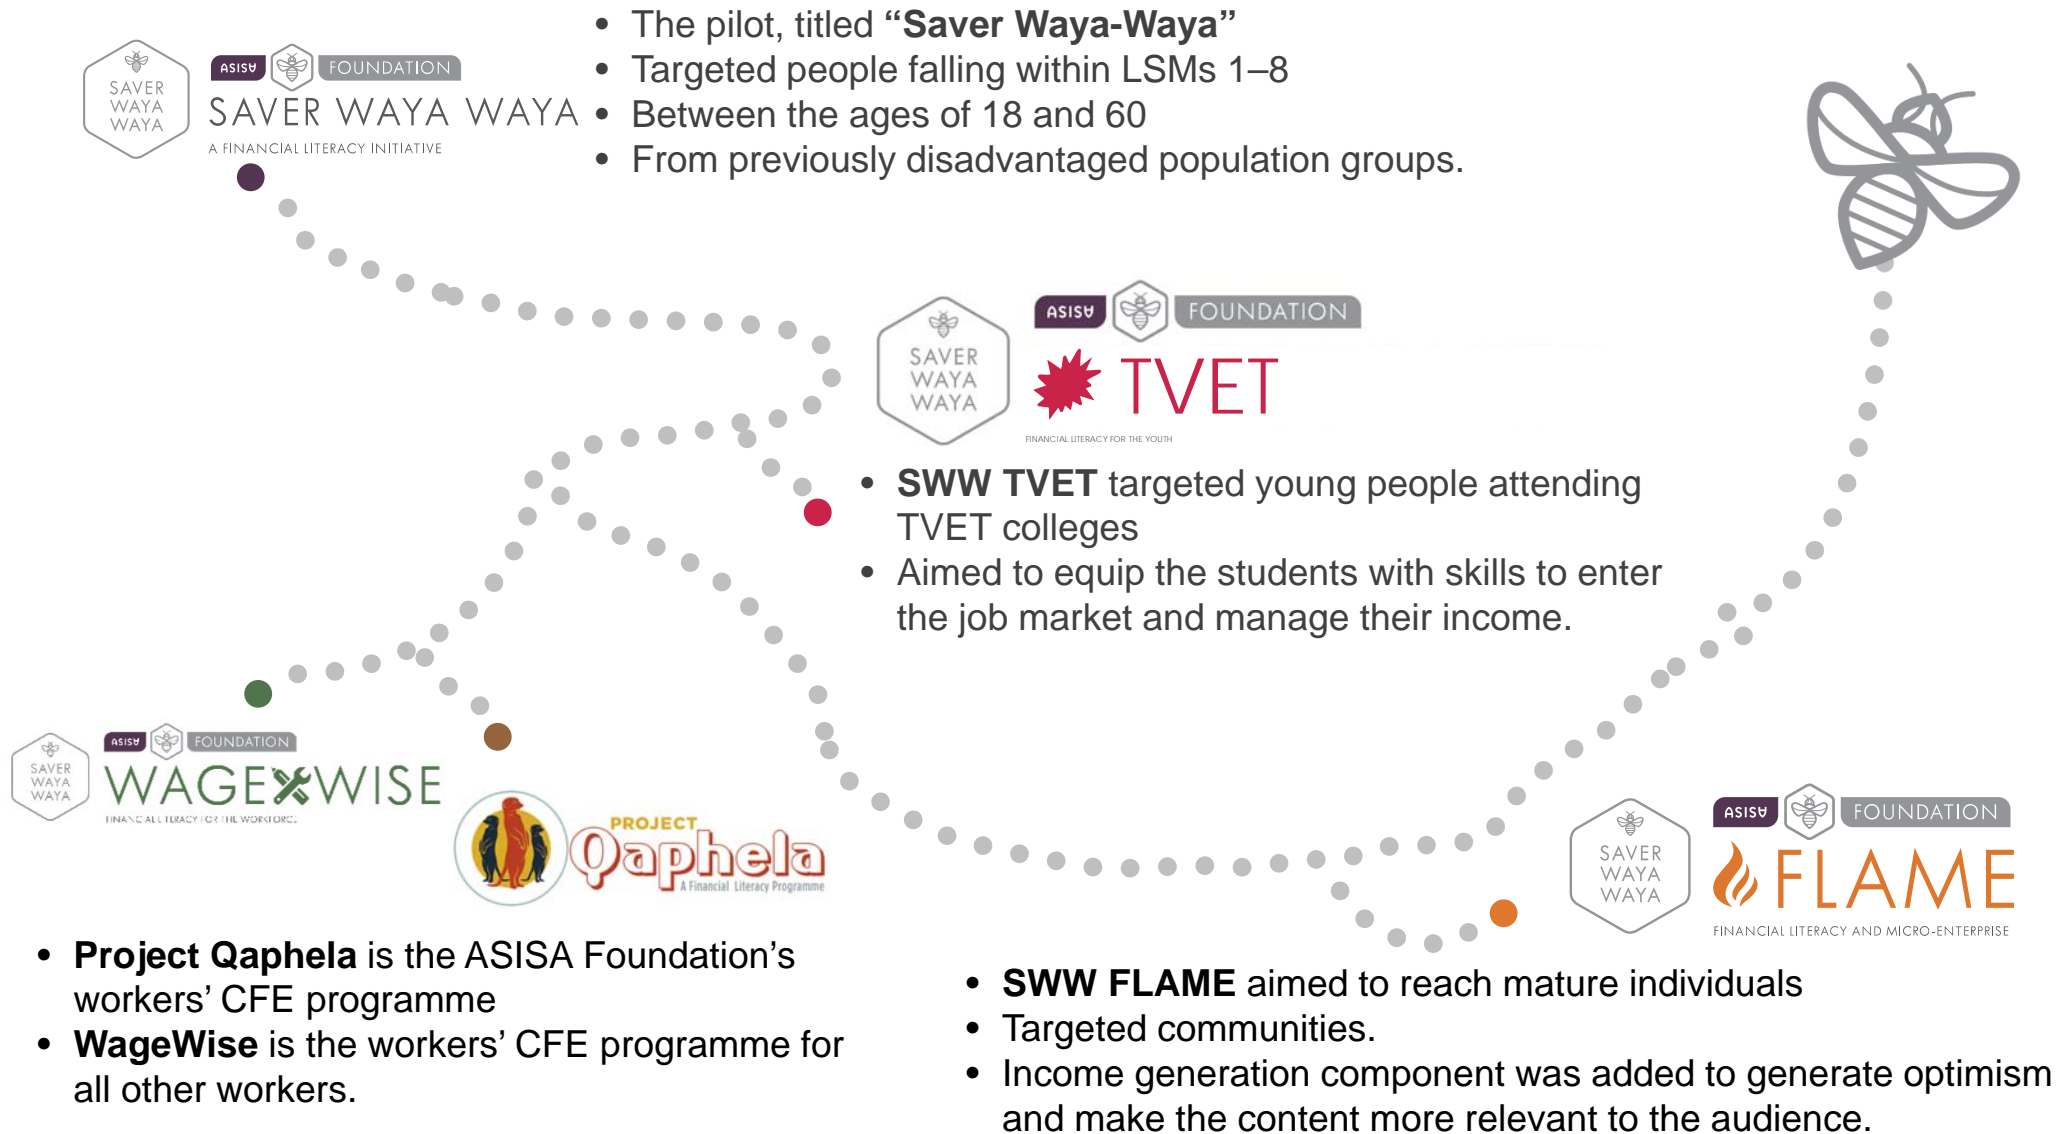 • The pilot, titled “Saver Waya-Waya”
• Targeted people falling within LSMs 1–8
• Between the ages of 18 and 60
• From previously disadvantaged population groups.
SAVER
WAYA
WAYA
ASISA FOUNDATION
SAVER WAYA WAYA
A FINANCIAL LITERACY INITIATIVE
SAVER
WAYA
WAYA
ASISA FOUNDATION
TVET
FINANCIAL LITERACY FOR THE YOUTH
• SWW TVET targeted young people attending
TVET colleges
• Aimed to equip the students with skills to enter
the job market and manage their income.
SAVER
WAYA
WAYA
ASISA FOUNDATION
WAGEWISE
FINANCIAL LITERACY FOR THE WORKFORCE
PROJECT
Qaphela
A Financial Literacy Programme
• Project Qaphela is the ASISA Foundation’s
workers’ CFE programme
• WageWise is the workers’ CFE programme for
all other workers.
SAVER
WAYA
WAYA
ASISA FOUNDATION
FLAME
FINANCIAL LITERACY AND MICRO-ENTERPRISE
• SWW FLAME aimed to reach mature individuals
• Targeted communities.
• Income generation component was added to generate optimism
and make the content more relevant to the audience.